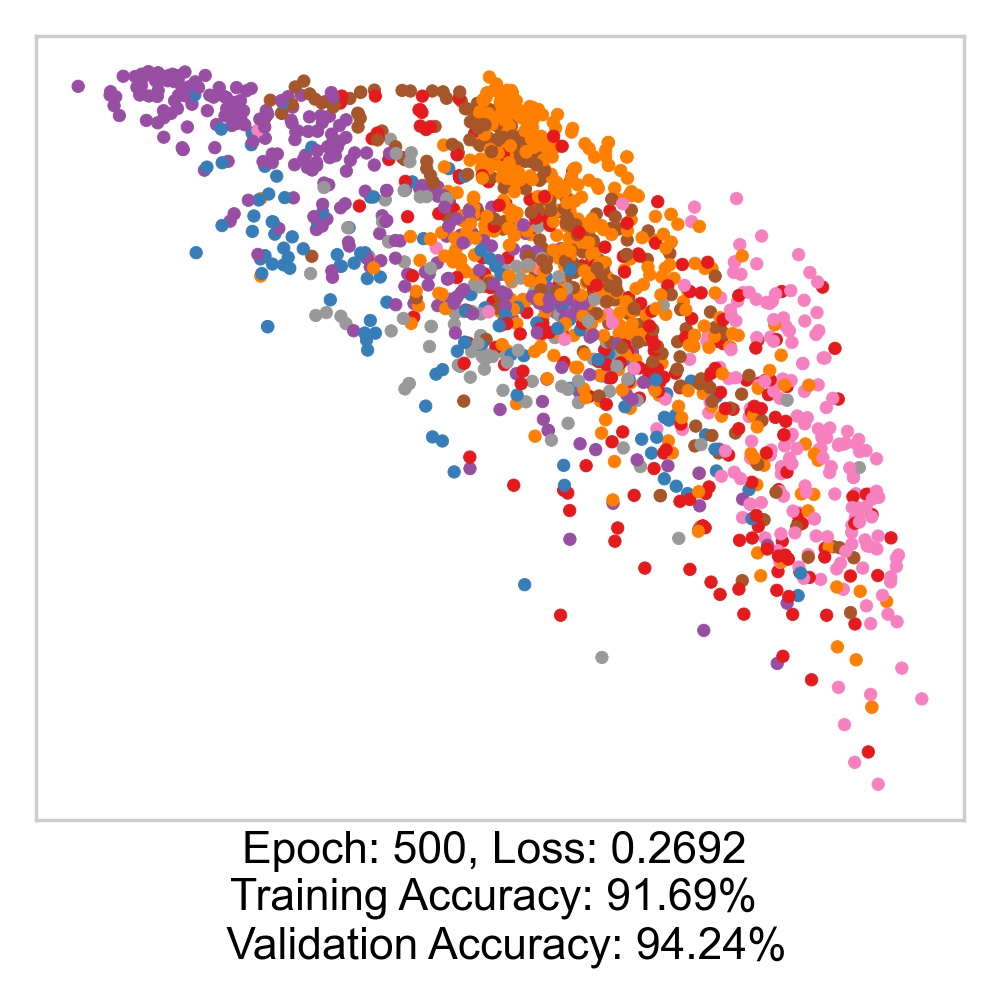 Epoch: 500, Loss: 0.2692
Training Accuracy: 91.69%
Validation Accuracy: 94.24%